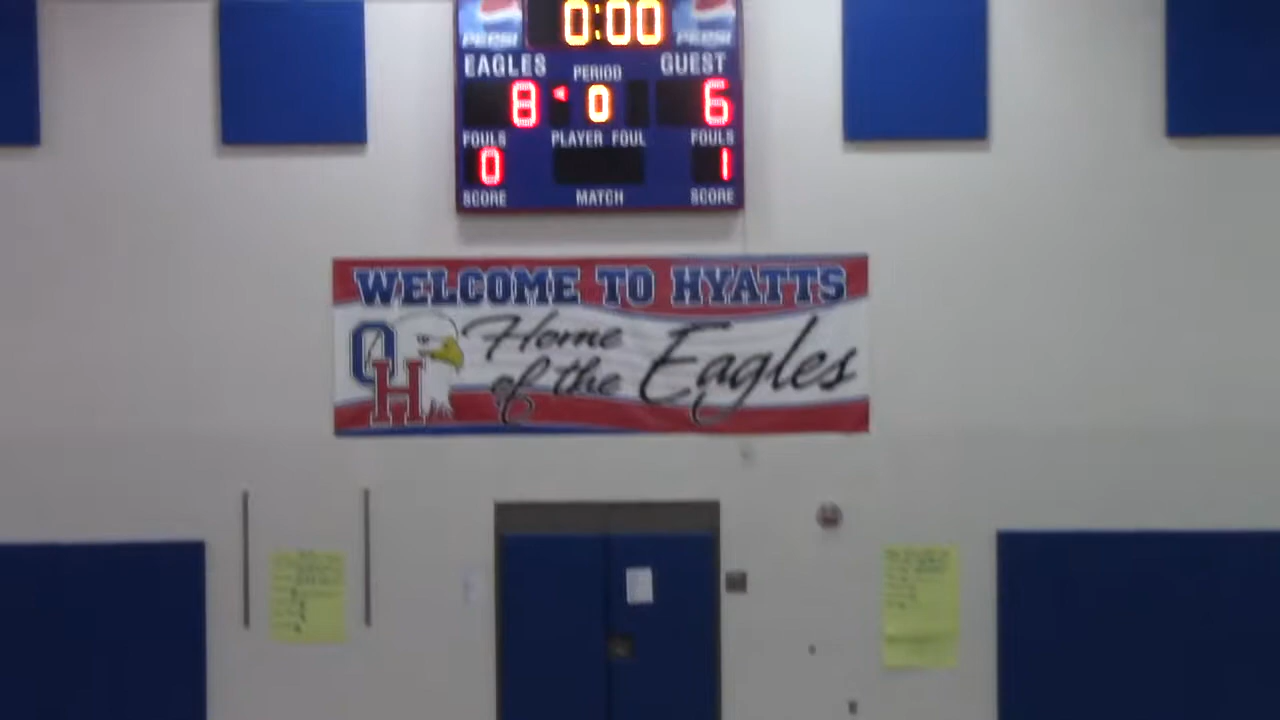 PEPSI 0:00 PEPSI
EAGLES PERIOD GUEST
8 0 6
FOULS PLAYER FOUL FOULS
0 1
SCORE MATCH SCORE
WELCOME TO HYATTS
OH
Home of the Eagles